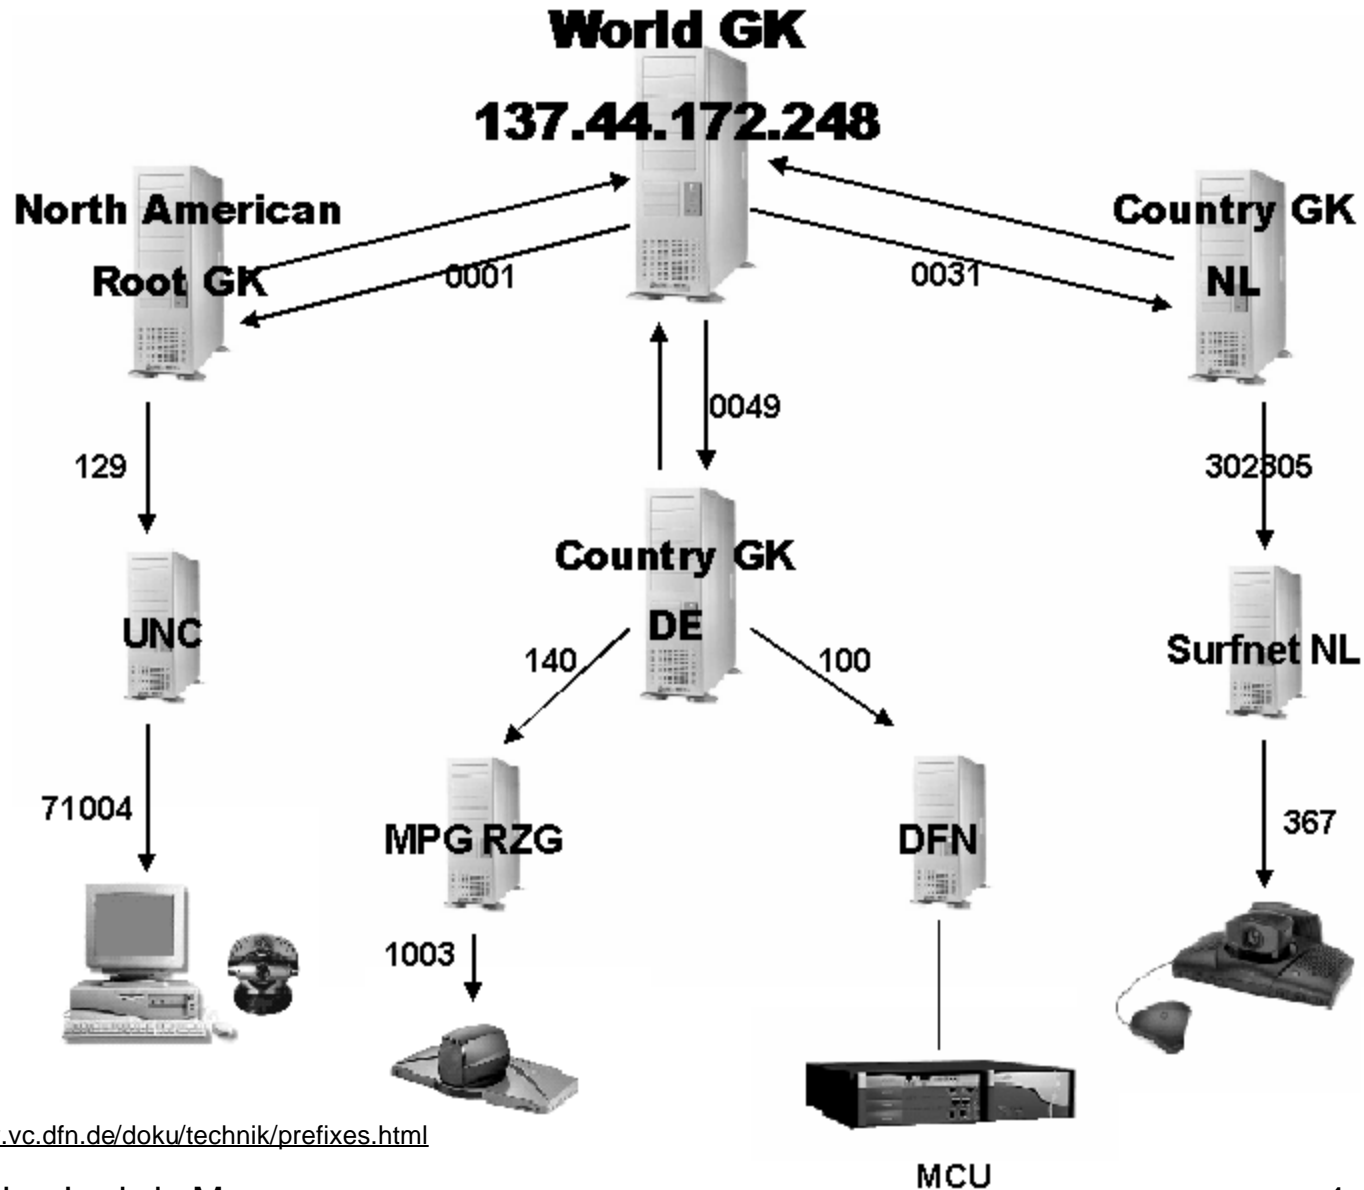 World GK
137.44.172.248
North American
Root GK
Country GK
NL
0001
0031
0049
129
302305
Country GK
DE
UNC
140
100
Surfnet NL
71004
MPG RZG
DFN
367
1003
.vc.dfn.de/doku/technik/prefixes.html
MCU